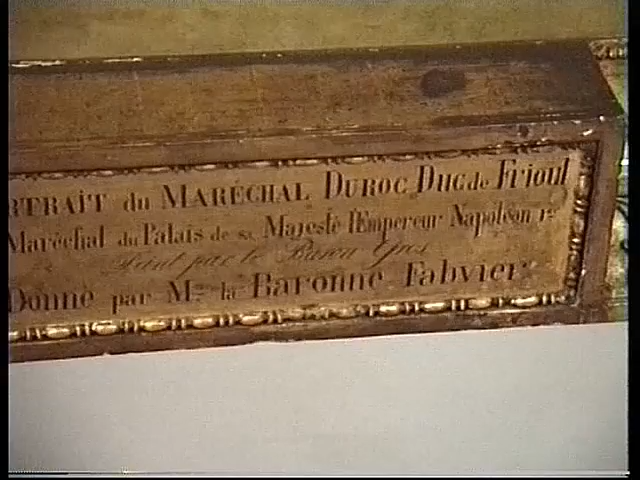 RTRAIT du MARÉCHAL DUROC DUC de Frioul
Maréchal du Palais de sa Majesté l'Empereur Napoléon 1er
Peint par le Baron Gros
Donné par Mme la Baronne Fabvier